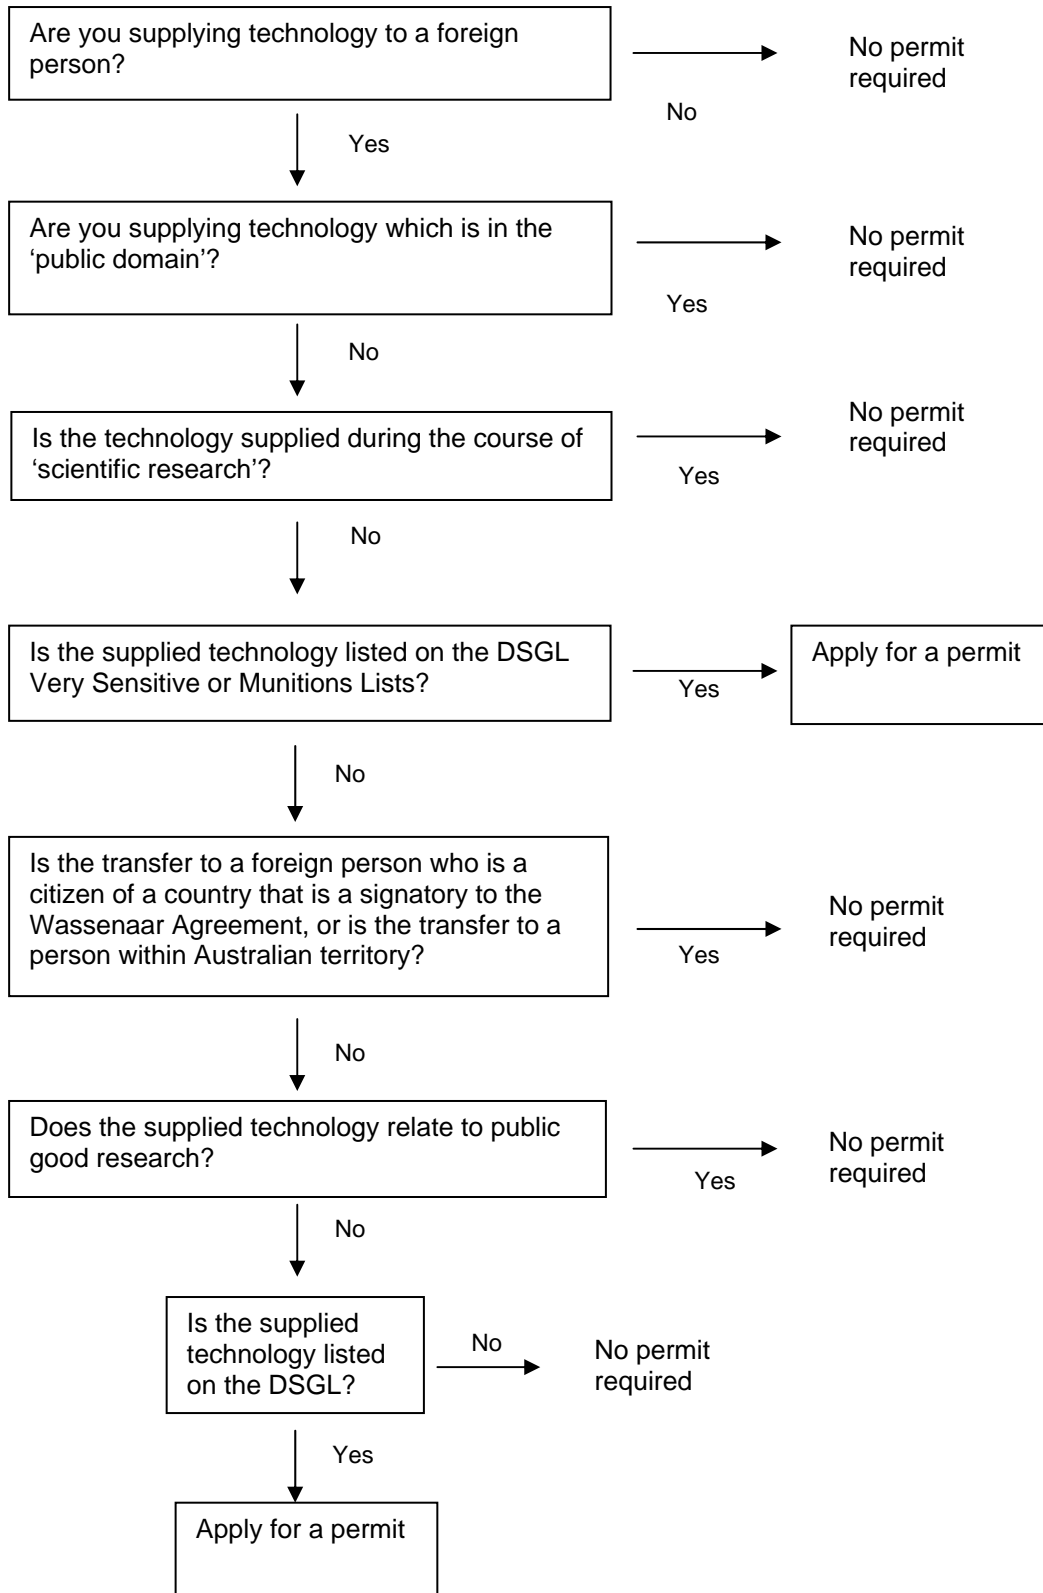 Are you supplying technology to a foreign
person?
No permit
required
No
Yes
Are you supplying technology which is in the
‘public domain’?
No permit
required
Yes
No
Is the technology supplied during the course of
‘scientific research’?
No permit
required
Yes
No
Is the supplied technology listed on the DSGL
Very Sensitive or Munitions Lists?
Yes
Apply for a permit
No
Is the transfer to a foreign person who is a
citizen of a country that is a signatory to the
Wassenaar Agreement, or is the transfer to a
person within Australian territory?
No permit
required
Yes
No
Does the supplied technology relate to public
good research?
No permit
required
Yes
No
Is the supplied
technology listed
on the DSGL?
No
No permit
required
Yes
Apply for a permit